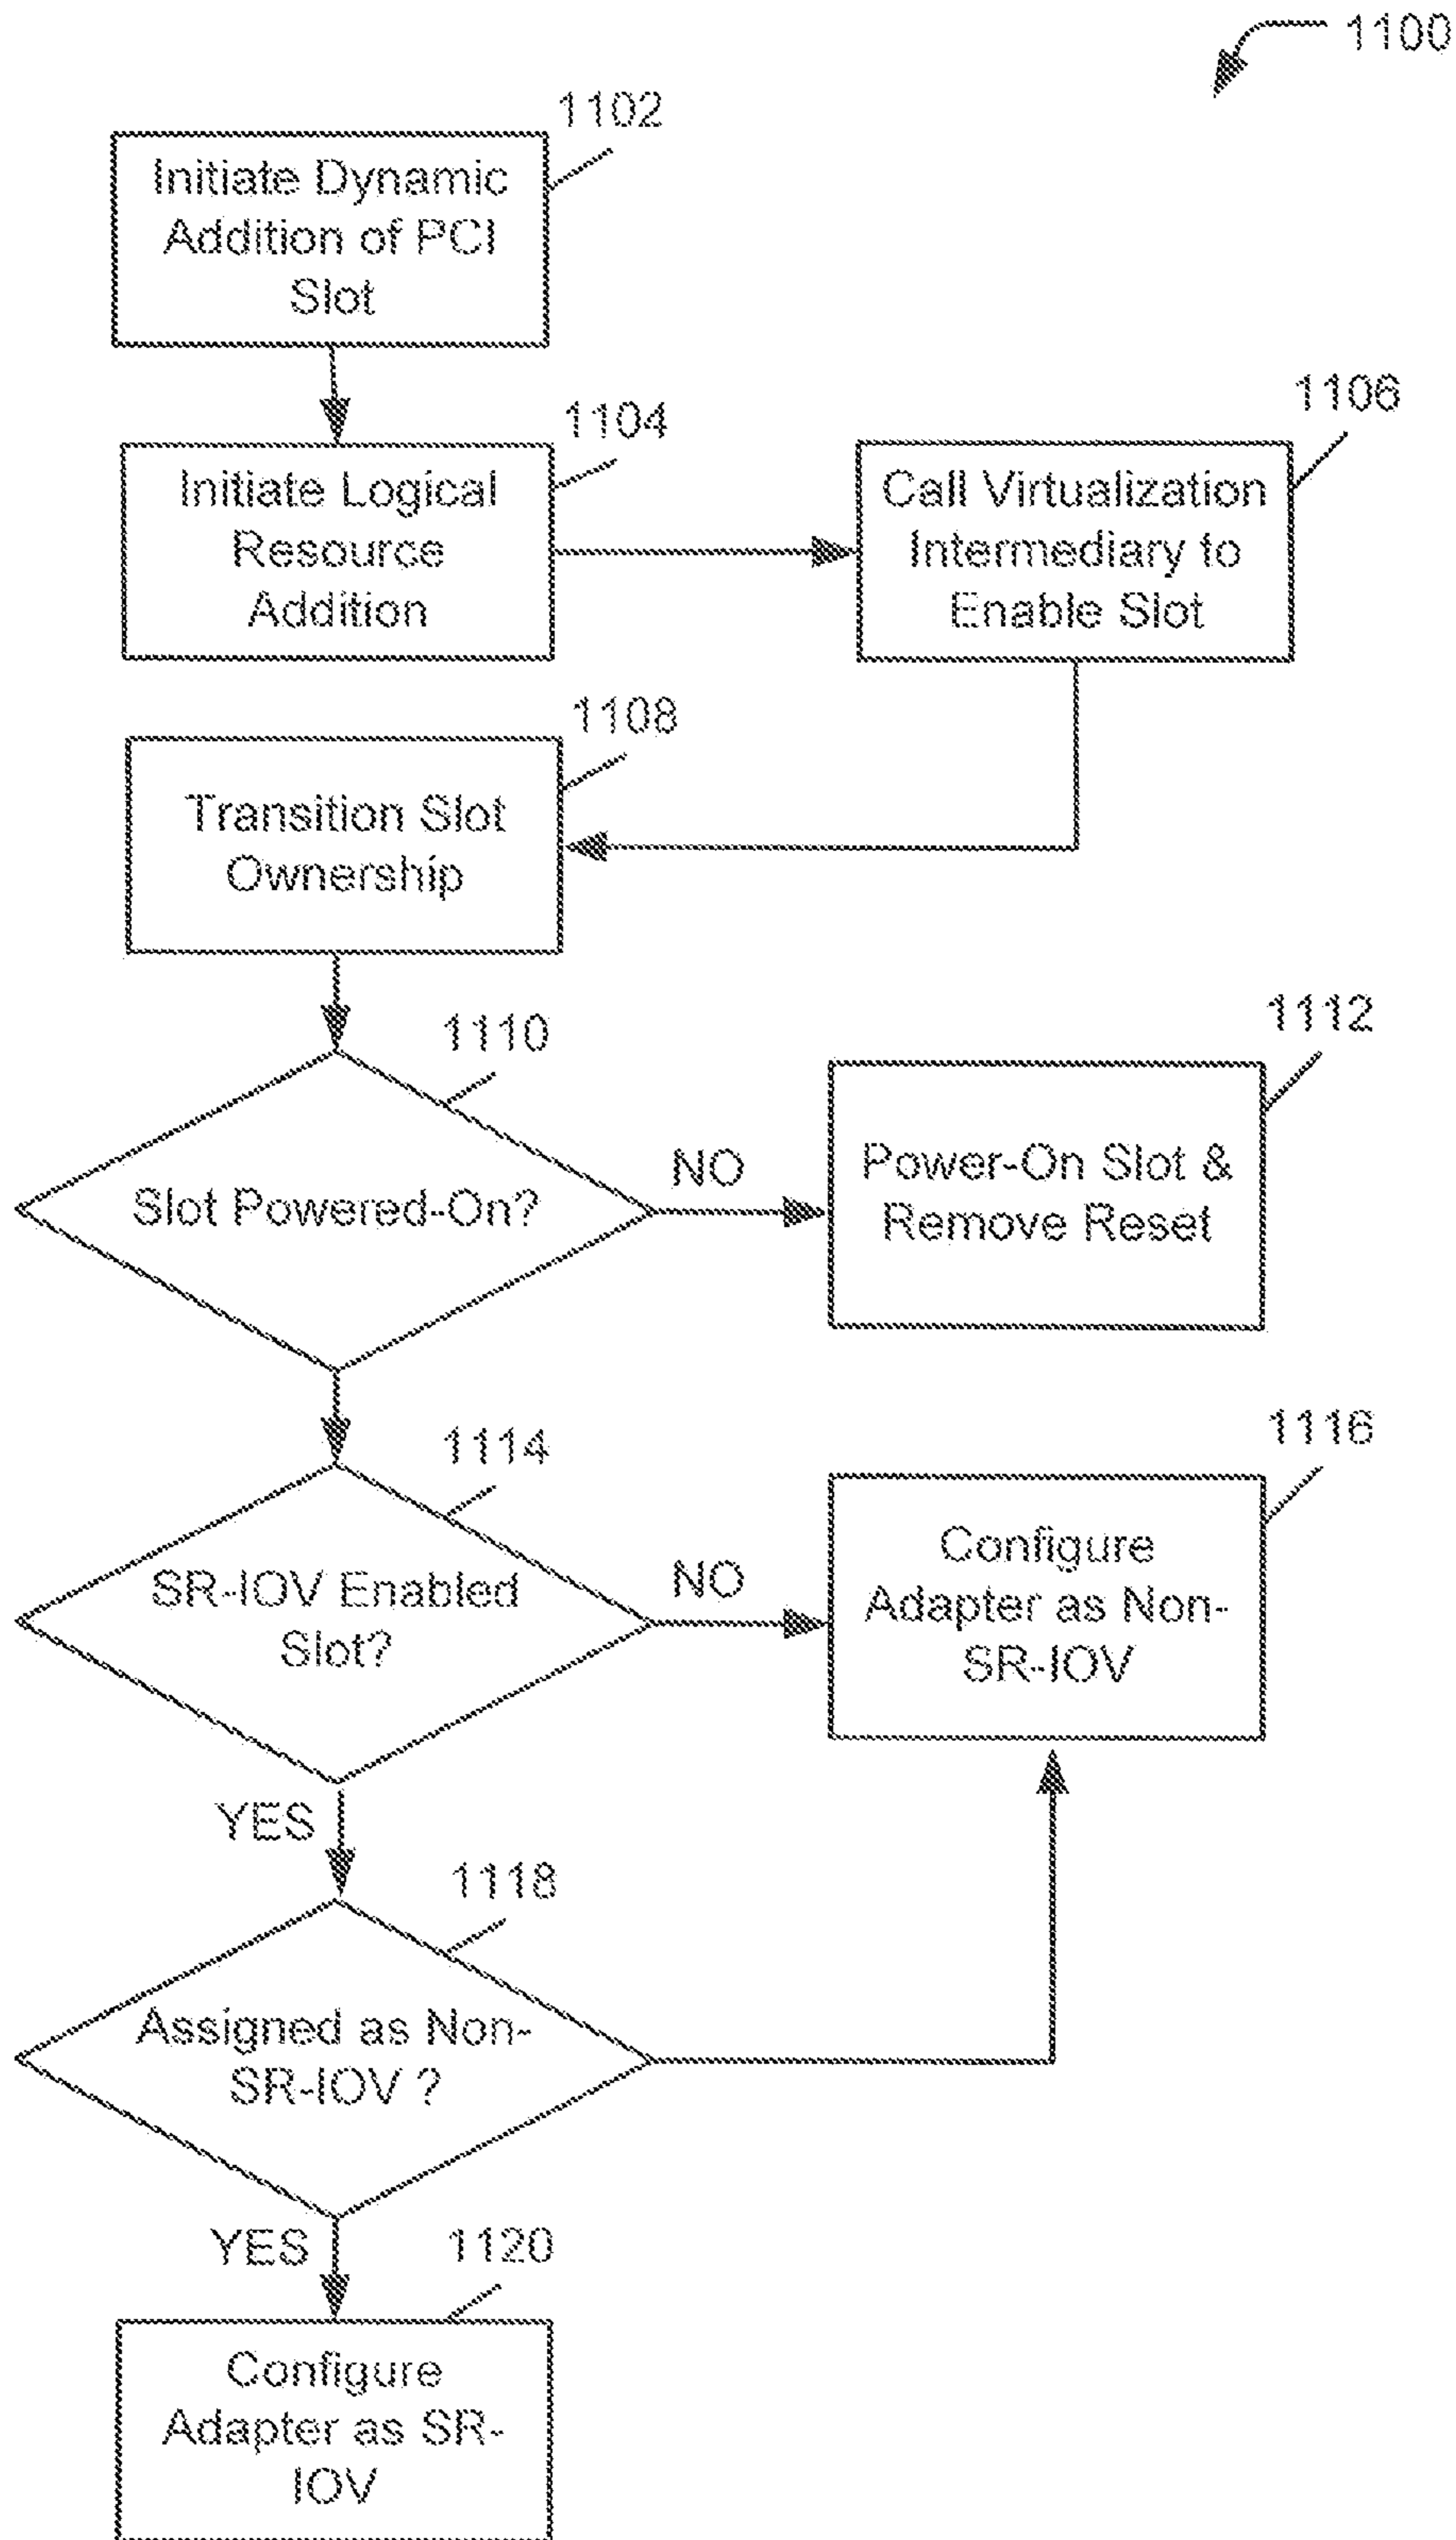 1100
1102
Initiate Dynamic
Addition of PCI
Slot
1104
Initiate Logical
Resource
Addition
1106
Call Virtualization
Intermediary to
Enable Slot
1108
Transition Slot
Ownership
1110
Slot Powered-On?
NO
1112
Power-On Slot &
Remove Reset
1114
SR-IOV Enabled
Slot?
NO
1116
Configure
Adapter as Non-
SR-IOV
YES
1118
Assigned as Non-
SR-IOV ?
YES
1120
Configure
Adapter as SR-
IOV